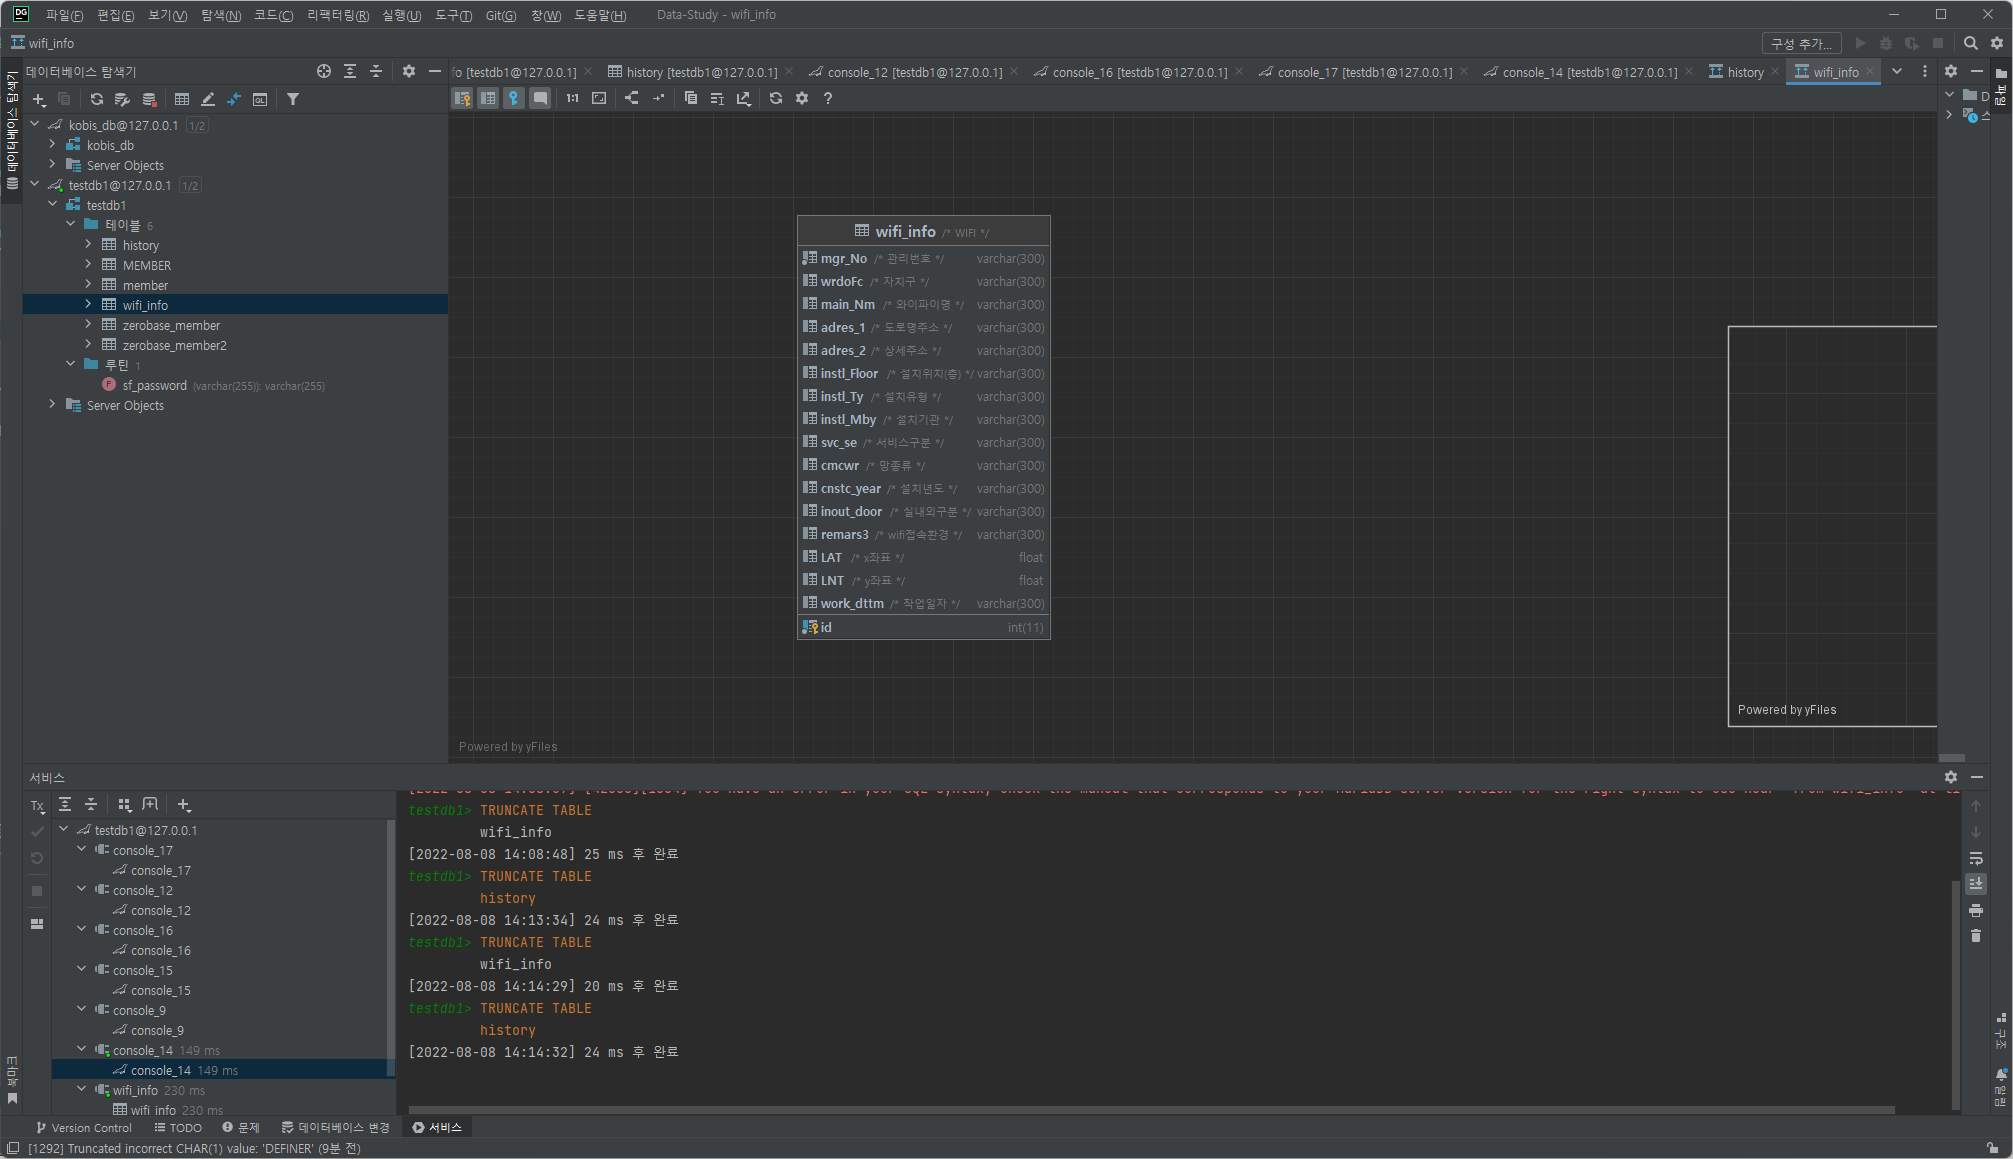 DG 파일(F) 편집(E) 보기(V) 탐색(N) 코드(C) 리팩터링(R) 실행(U) 도구(T) Git(G) 창(W) 도움말(H) Data-Study - wifi_info
wifi_info
구성 추가...
데이터베이스 탐색기
fo [testdb1@127.0.0.1] history [testdb1@127.0.0.1] console_12 [testdb1@127.0.0.1] console_16 [testdb1@127.0.0.1] console_17 [testdb1@127.0.0.1] console_14 [testdb1@127.0.0.1] history wifi_info
1:1
QL
?
파일
D
kobis_db@127.0.0.1 1/2
kobis_db
Server Objects
testdb1@127.0.0.1 1/2
testdb1
테이블 6
history
MEMBER
member
wifi_info
zerobase_member
zerobase_member2
루틴 1
sf_password (varchar(255)): varchar(255)
Server Objects
wifi_info /* WIFI */
mgr_No /* 관리번호 */ varchar(300)
wrdoFc /* 자치구 */ varchar(300)
main_Nm /* 와이파이명 */ varchar(300)
adres_1 /* 도로명주소 */ varchar(300)
adres_2 /* 상세주소 */ varchar(300)
instl_Floor /* 설치위치(층) */ varchar(300)
instl_Ty /* 설치유형 */ varchar(300)
instl_Mby /* 설치기관 */ varchar(300)
svc_se /* 서비스구분 */ varchar(300)
cmcwr /* 망종류 */ varchar(300)
cnstc_year /* 설치년도 */ varchar(300)
inout_door /* 실내외구분 */ varchar(300)
remars3 /* wifi접속환경 */ varchar(300)
LAT /* x좌표 */ float
LNT /* y좌표 */ float
work_dttm /* 작업일자 */ varchar(300)
id int(11)
Powered by yFiles
Powered by yFiles
서비스
Tx
testdb1@127.0.0.1
console_17
console_17
console_12
console_12
console_16
console_16
console_15
console_15
console_9
console_9
console_14 149 ms
console_14 149 ms
wifi_info 230 ms
wifi_info 230 ms
testdb1> TRUNCATE TABLE
wifi_info
[2022-08-08 14:08:48] 25 ms 후 완료
testdb1> TRUNCATE TABLE
history
[2022-08-08 14:13:34] 24 ms 후 완료
testdb1> TRUNCATE TABLE
wifi_info
[2022-08-08 14:14:29] 20 ms 후 완료
testdb1> TRUNCATE TABLE
history
[2022-08-08 14:14:32] 24 ms 후 완료
구조
알림
북마크
Version Control TODO 문제 데이터베이스 변경 서비스
[1292] Truncated incorrect CHAR(1) value: 'DEFINER' (9분 전)